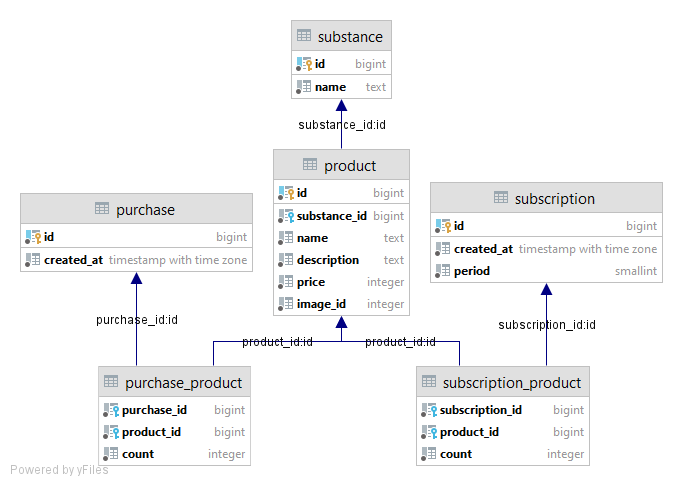 substance
id bigint
name text
substance_id:id
product
id bigint
substance_id bigint
name text
description text
price integer
image_id integer
purchase
id bigint
created_at timestamp with time zone
subscription
id bigint
created_at timestamp with time zone
period smallint
purchase_id:id
product_id:id
product_id:id
subscription_id:id
purchase_product
purchase_id bigint
product_id bigint
count integer
subscription_product
subscription_id bigint
product_id bigint
count integer
Powered by yFiles